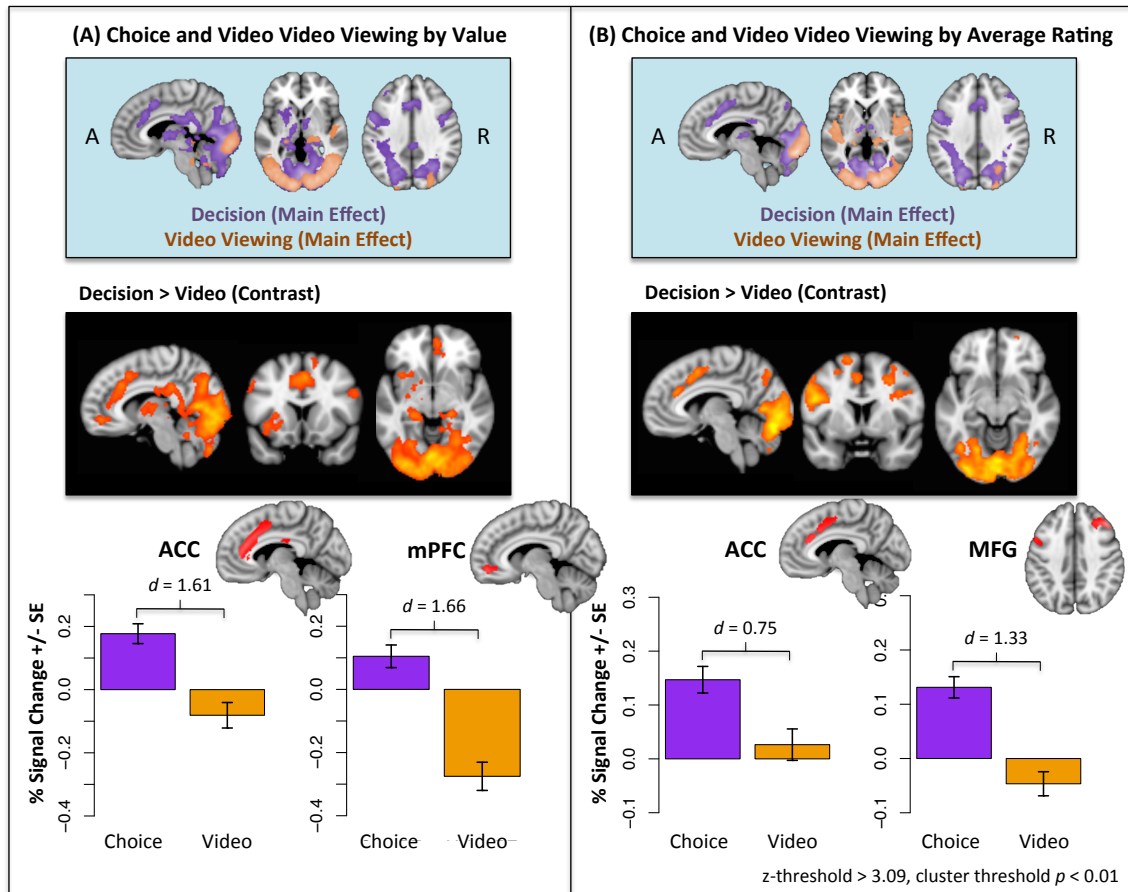 (A) Choice and Video Video Viewing by Value
A
R
Decision (Main Effect)
Video Viewing (Main Effect)
Decision > Video (Contrast)
ACC
mPFC
% Signal Change +/- SE
d = 1.61
d = 1.66
0.2
0.0
−0.2
−0.4
0.2
0.0
−0.2
−0.4
Choice
Video
Choice
Video
(B) Choice and Video Video Viewing by Average Rating
A
R
Decision (Main Effect)
Video Viewing (Main Effect)
Decision > Video (Contrast)
ACC
MFG
% Signal Change +/- SE
d = 0.75
d = 1.33
0.3
0.2
0.1
0.0
−0.1
0.2
0.1
0.0
−0.1
Choice
Video
Choice
Video
z-threshold > 3.09, cluster threshold p < 0.01